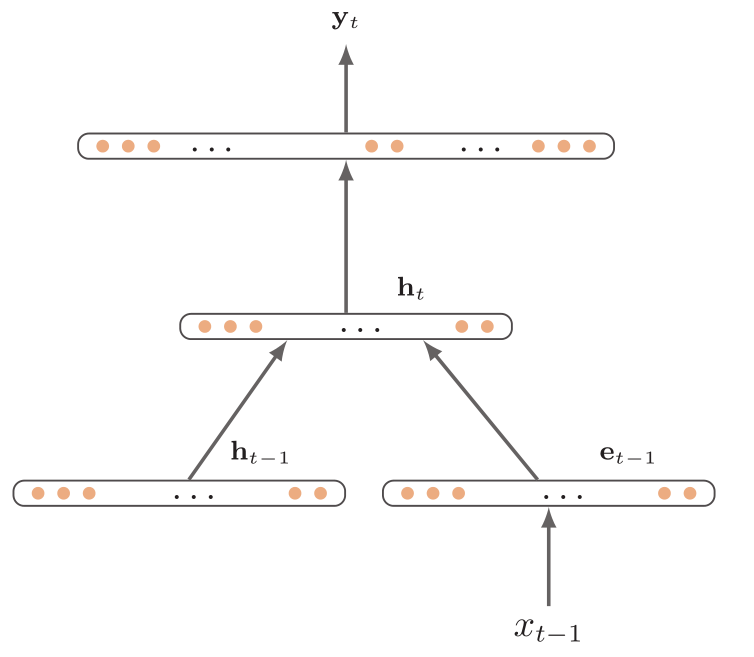 y_t
. . .
. . .
h_t
. . .
h_{t−1}
e_{t−1}
. . .
. . .
x_{t−1}